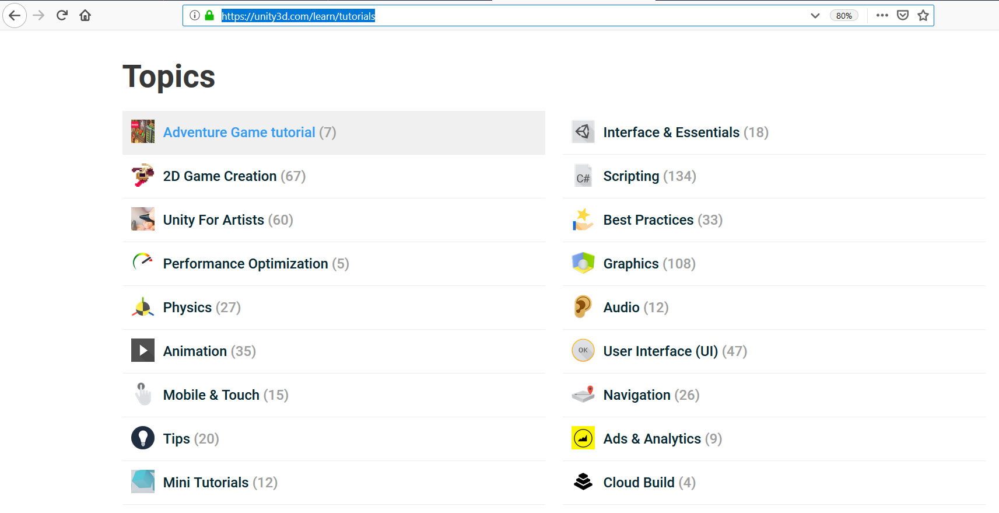 https://unity3d.com/learn/tutorials
80%
Topics
Adventure Game tutorial (7)
Interface & Essentials (18)
2D Game Creation (67)
C#
Scripting (134)
Unity For Artists (60)
Best Practices (33)
Performance Optimization (5)
Graphics (108)
Physics (27)
Audio (12)
Animation (35)
OK
User Interface (UI) (47)
Mobile & Touch (15)
Navigation (26)
Tips (20)
Ads & Analytics (9)
Mini Tutorials (12)
Cloud Build (4)